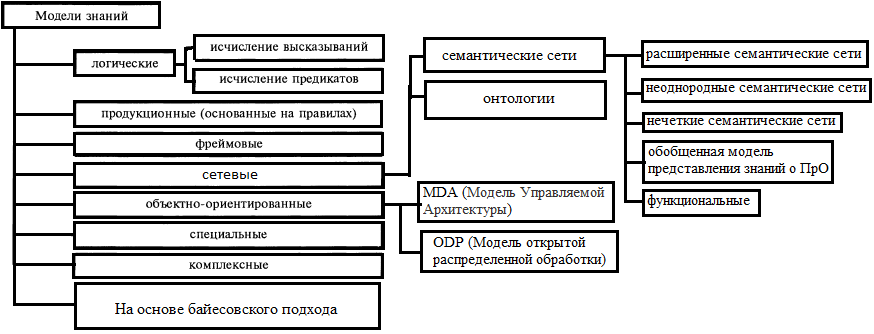 Модели знаний
логические
исчисление высказываний
исчисление предикатов
продукционные (основанные на правилах)
фреймовые
сетевые
объектно-ориентированные
специальные
комплексные
На основе байесовского подхода
семантические сети
онтологии
MDA (Модель Управляемой
Архитектуры)
ODP (Модель открытой
распределенной обработки)
расширенные семантические сети
неоднородные семантические сети
нечеткие семантические сети
обобщенная модель
представления знаний о ПрО
функциональные